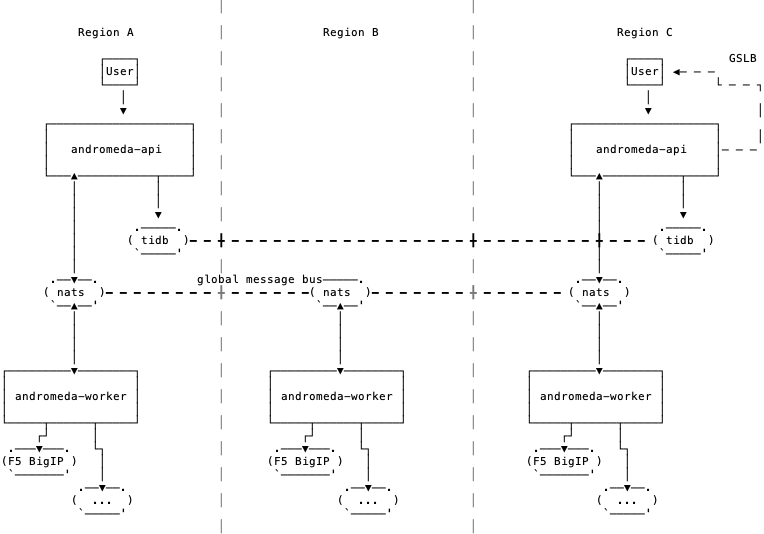 Region A
Region B
Region C
GSLB
User
User
andromeda-api
andromeda-api
tidb
tidb
global message bus
nats
nats
nats
andromeda-worker
andromeda-worker
andromeda-worker
F5 BigIP
F5 BigIP
F5 BigIP
...
...
...